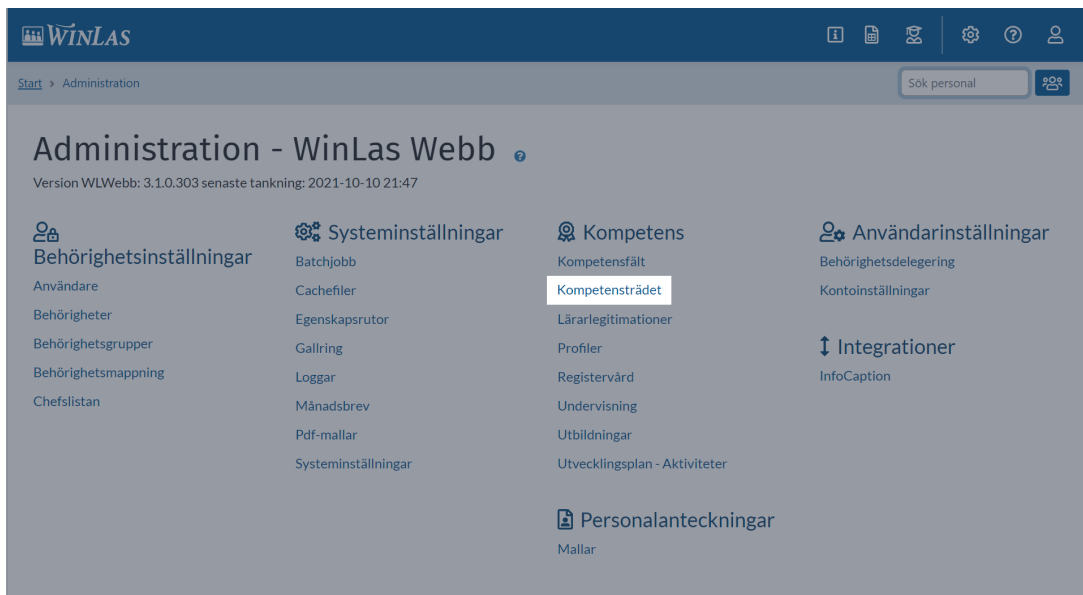 WINLAS
Start > Administration
Sök personal
Administration - WinLas Webb
Version WLWebb: 3.1.0.303 senaste tankning: 2021-10-10 21:47
Behörighetsinställningar
Användare
Behörigheter
Behörighetsgrupper
Behörighetsmappning
Chefslistan
Systeminställningar
Batchjobb
Cachefiler
Egenskapsrutor
Gallring
Loggar
Månadsbrev
Pdf-mallar
Systeminställningar
Kompetens
Kompetensfält
Kompetensträdet
Lärarlegitimationer
Profiler
Registervård
Undervisning
Utbildningar
Utvecklingsplan - Aktiviteter
Personalanteckningar
Mallar
Användarinställningar
Behörighetsdelegering
Kontoinställningar
Integrationer
InfoCaption